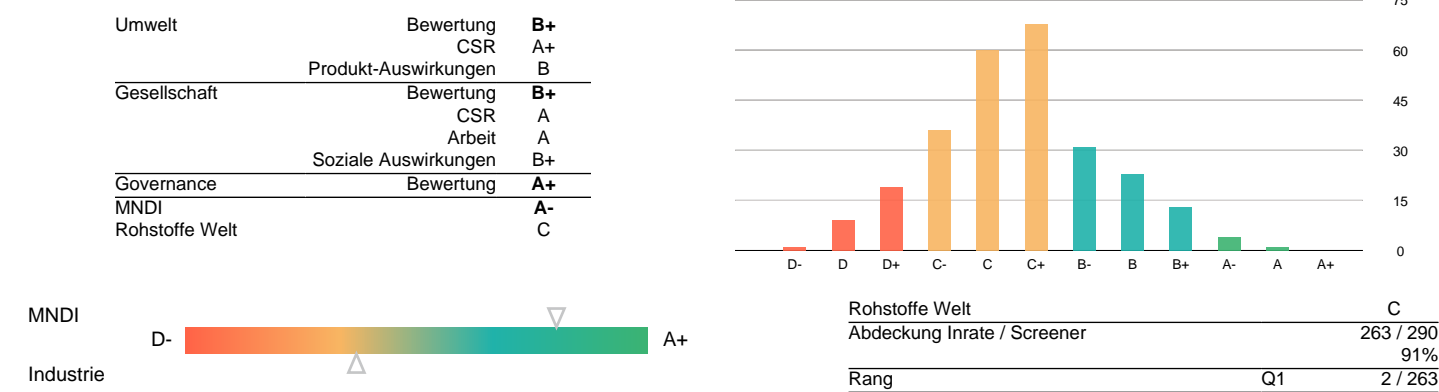 Umwelt Bewertung B+
CSR A+
Produkt-Auswirkungen B
Gesellschaft Bewertung B+
CSR A
Arbeit A
Soziale Auswirkungen B+
Governance Bewertung A+
MNDI A-
Rohstoffe Welt C
75
60
45
30
15
0
D- D D+ C- C C+ B- B B+ A- A A+
MNDI
D- A+
Industrie
Rohstoffe Welt C
Abdeckung Inrate / Screener 263 / 290
91%
Rang Q1 2 / 263